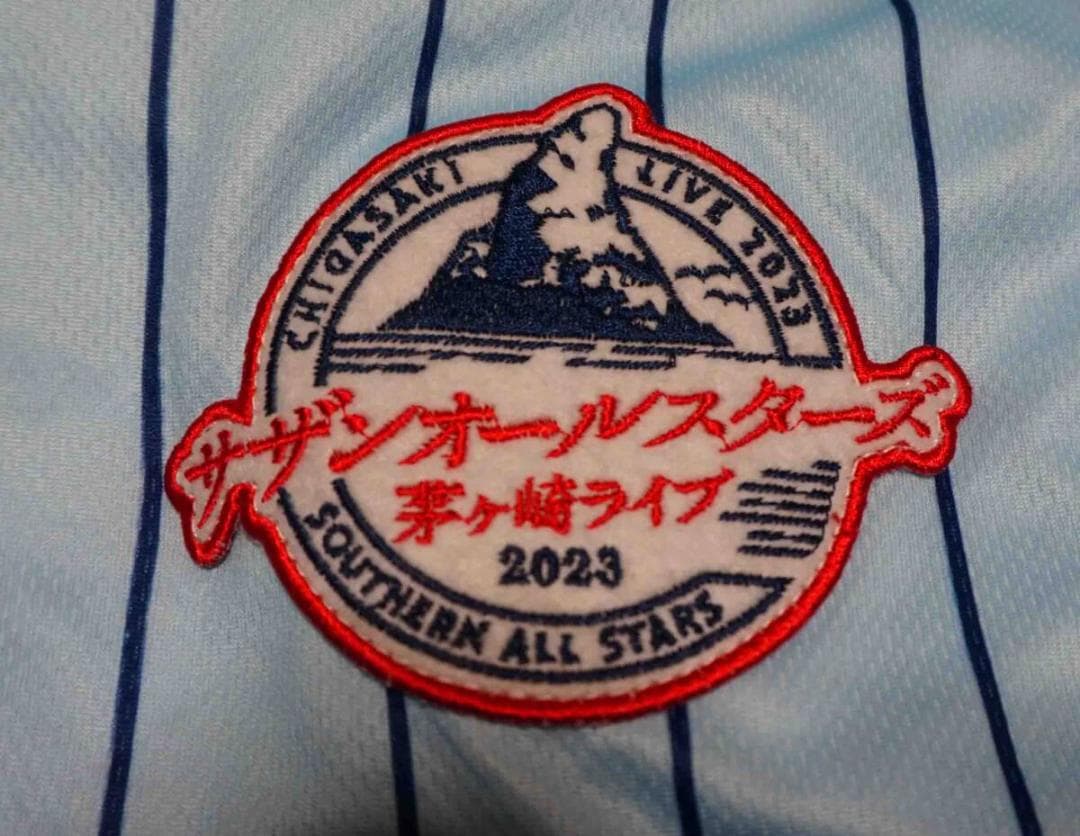 CHIGASAKI LIVE 2023
サザンオールスターズ
茅ヶ崎ライブ
2023
SOUTHERN ALL STARS